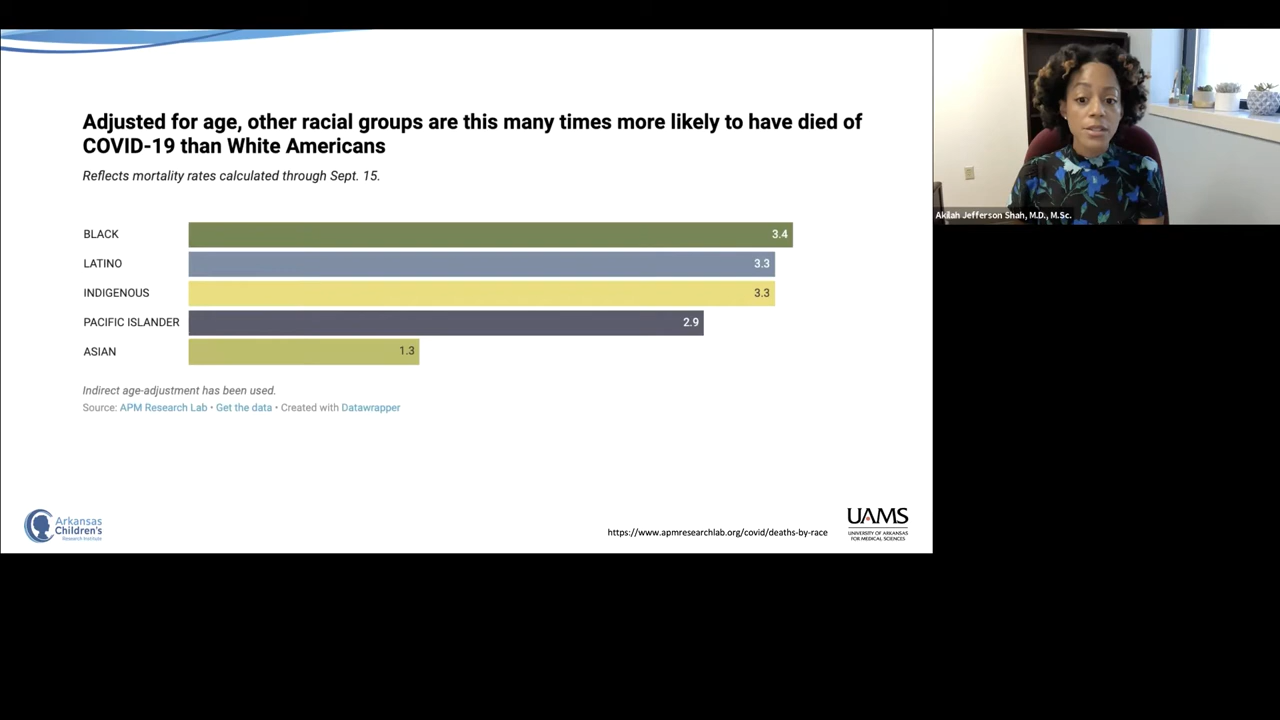 Adjusted for age, other racial groups are this many times more likely to have died of
COVID-19 than White Americans
Reflects mortality rates calculated through Sept. 15.
BLACK 3.4
LATINO 3.3
INDIGENOUS 3.3
PACIFIC ISLANDER 2.9
ASIAN 1.3
Indirect age-adjustment has been used.
Source: APM Research Lab • Get the data • Created with Datawrapper
Arkansas
Children's
Research Institute
https://www.apmresearchlab.org/covid/deaths-by-race
UAMS
UNIVERSITY OF ARKANSAS
FOR MEDICAL SCIENCES
Akilah Jefferson Shah, M.D., M.Sc.